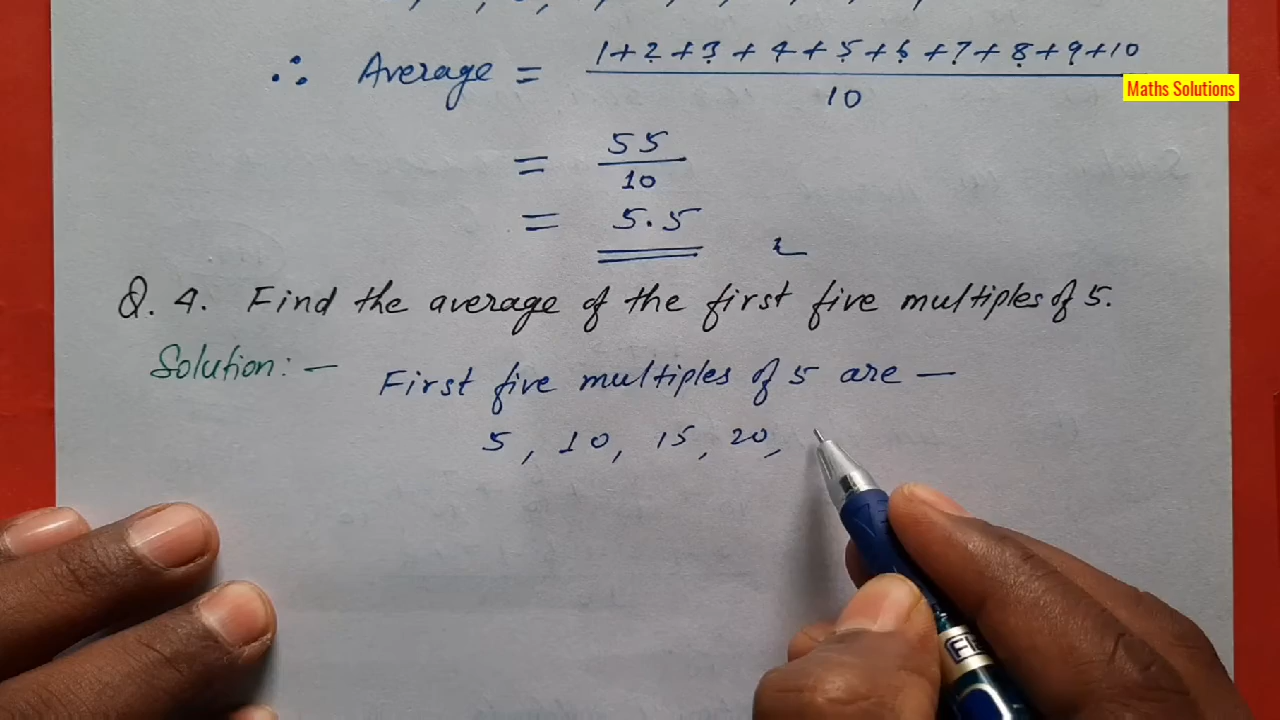 ∴ Average = 1+2+3+4+5+6+7+8+9+10
10
Maths Solutions
= 55
10
= 5.5
Q. 4. Find the average of the first five multiples of 5.
Solution:— First five multiples of 5 are —
5, 10, 15, 20,